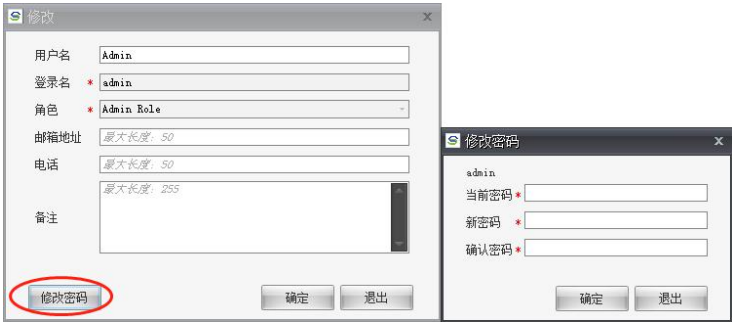 修改
用户名 Admin
登录名 * admin
角色 * Admin Role
邮箱地址 最大长度: 50
电话 最大长度: 50
最大长度: 255
备注
修改密码 确定 退出
修改密码
admin
当前密码 *
新密码 *
确认密码 *
确定 退出